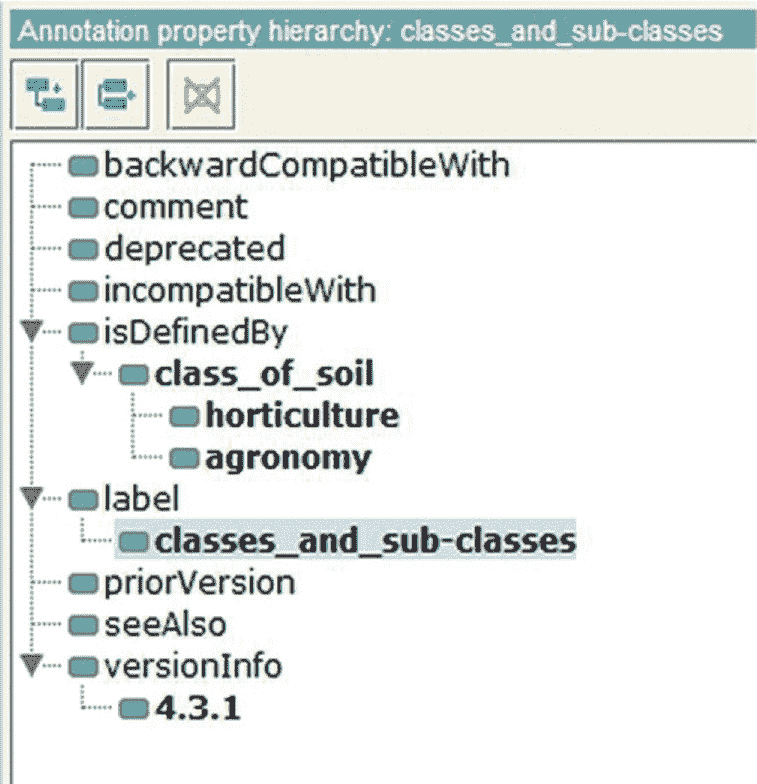 Annotation property hierarchy: classes_and_sub-classes
backwardCompatibleWith
comment
deprecated
incompatibleWith
isDefinedBy
class_of_soil
horticulture
agronomy
label
classes_and_sub-classes
priorVersion
seeAlso
versionInfo
4.3.1